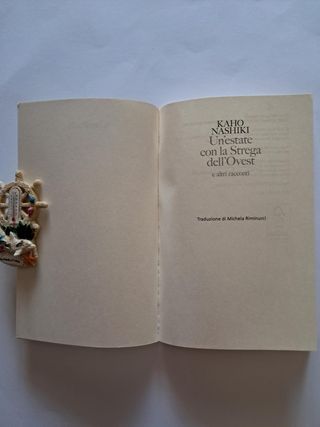 KAHO
NASHIKI
Un'estate
con la Strega
dell'Ovest
e altri racconti
Traduzione di Michela Riminucci